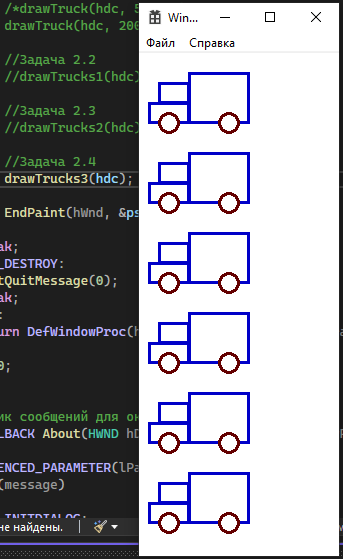 /*drawTruck(hdc, 5
drawTruck(hdc, 200
//Задача 2.2
//drawTrucks1(hdc)
//Задача 2.3
//drawTrucks2(hdc)
//Задача 2.4
drawTrucks3(hdc);
EndPaint(hWnd, &ps
ak;
_DESTROY:
tQuitMessage(0);
ak;
:
urn DefWindowProc(h
0;
ик сообщений для ок
LBACK About(HWND hD
ENCED_PARAMETER(lPa
(message)
_INITDIALOG:
не найдены.
Win...
Файл Справка